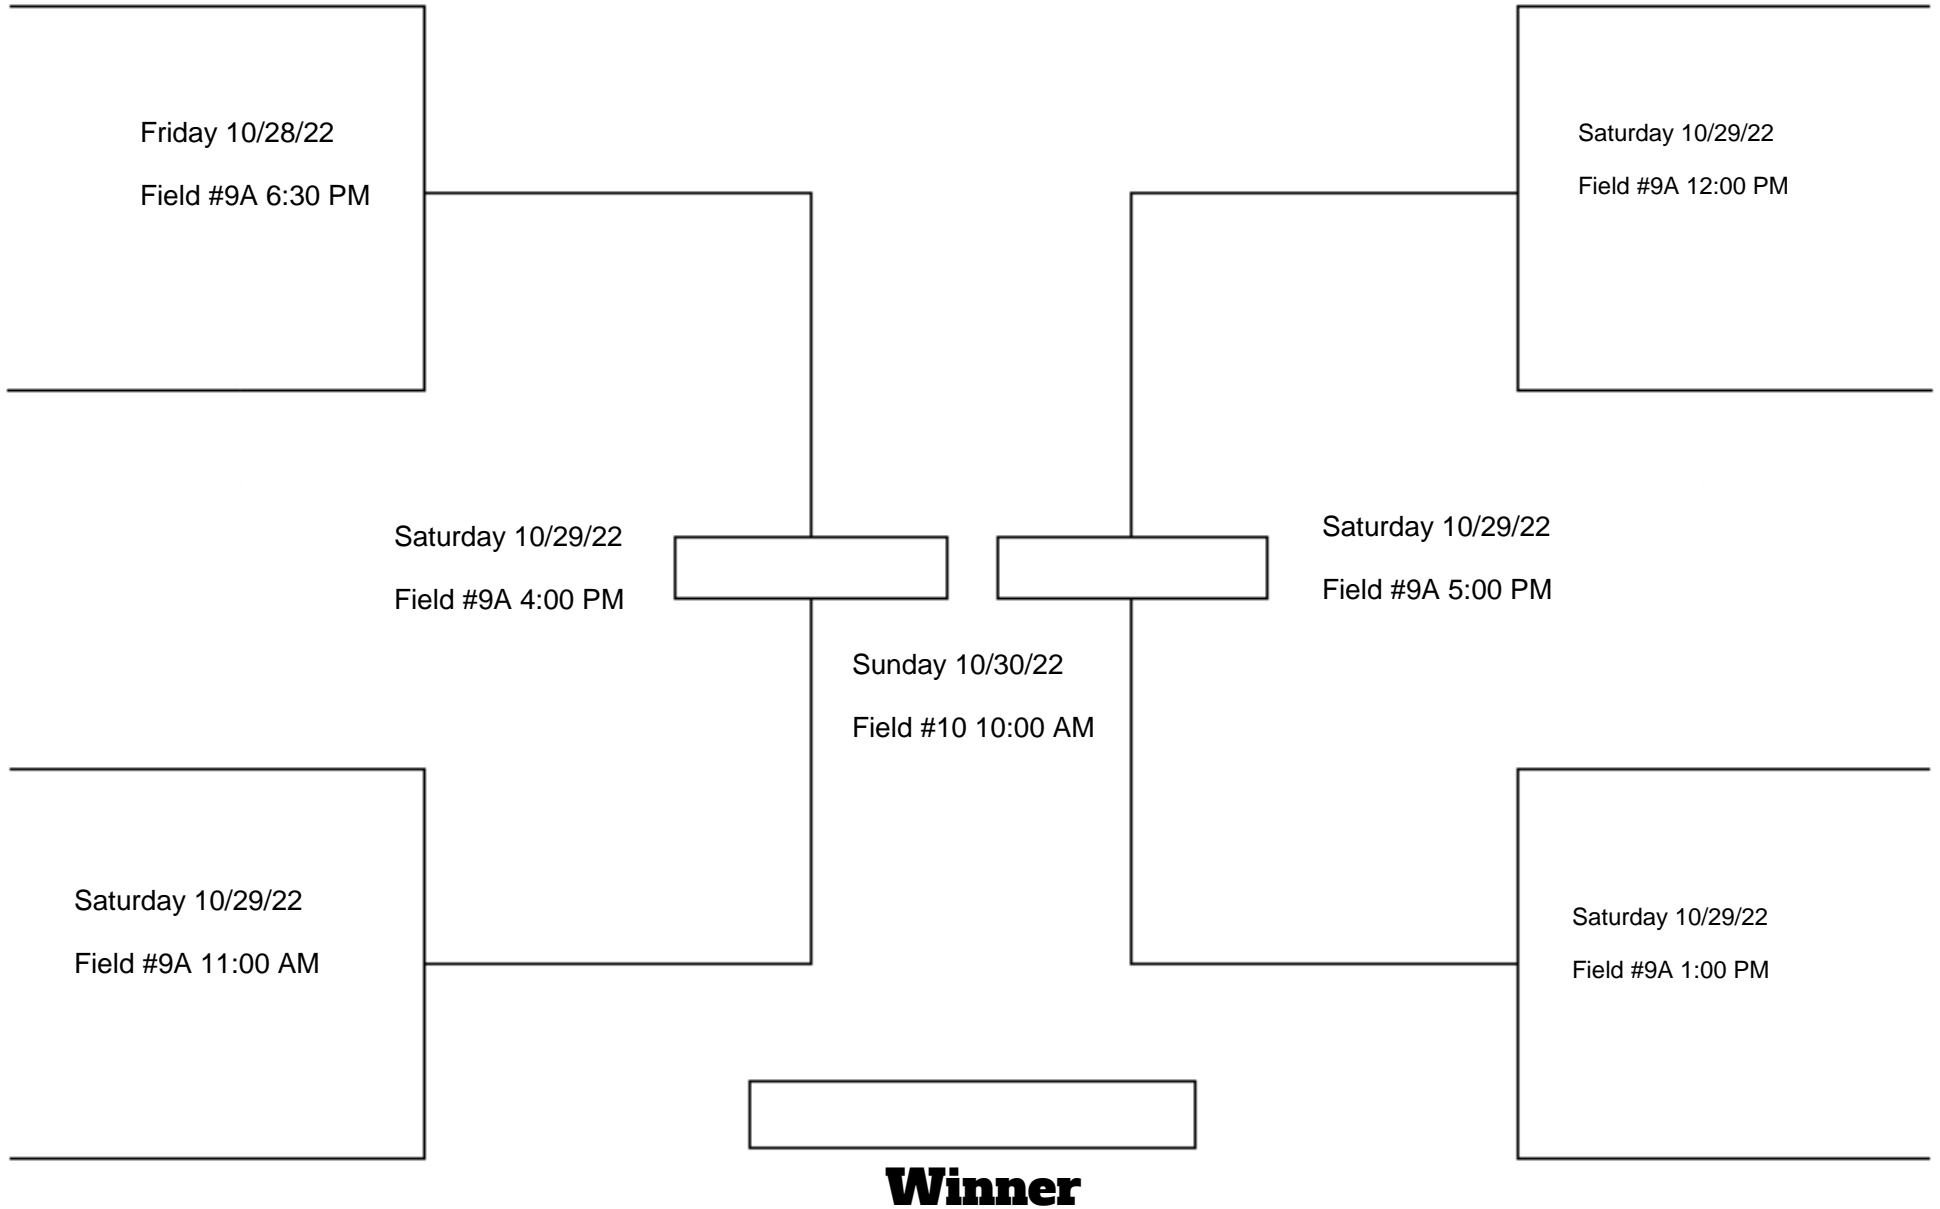 Friday 10/28/22
Field #9A 6:30 PM
Saturday 10/29/22
Field #9A 12:00 PM
Saturday 10/29/22
Field #9A 4:00 PM
Saturday 10/29/22
Field #9A 5:00 PM
Sunday 10/30/22
Field #10 10:00 AM
Saturday 10/29/22
Field #9A 11:00 AM
Saturday 10/29/22
Field #9A 1:00 PM
Winner